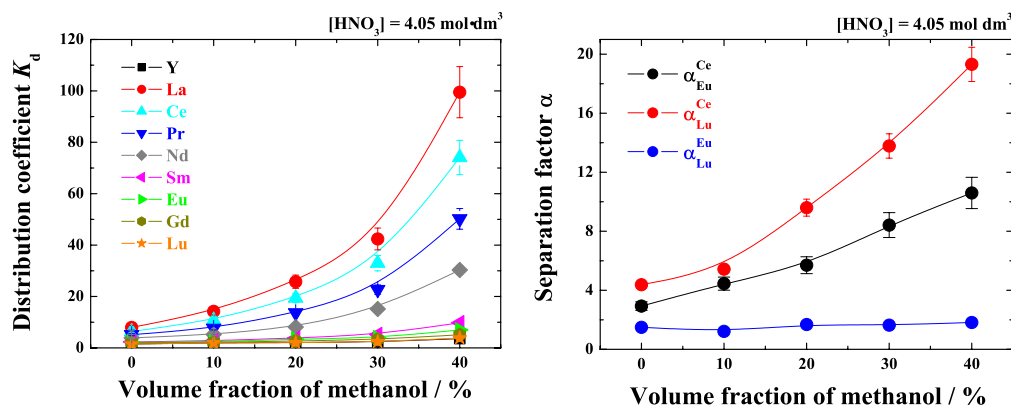 [HNO3] = 4.05 mol·dm3
Distribution coefficient Kd
120
100
80
60
40
20
0
Y
La
Ce
Pr
Nd
Sm
Eu
Gd
Lu
0 10 20 30 40
Volume fraction of methanol / %
[HNO3] = 4.05 mol dm3
Separation factor α
20
16
12
8
4
0
αCeEu
αCeLu
αEuLu
0 10 20 30 40
Volume fraction of methanol / %